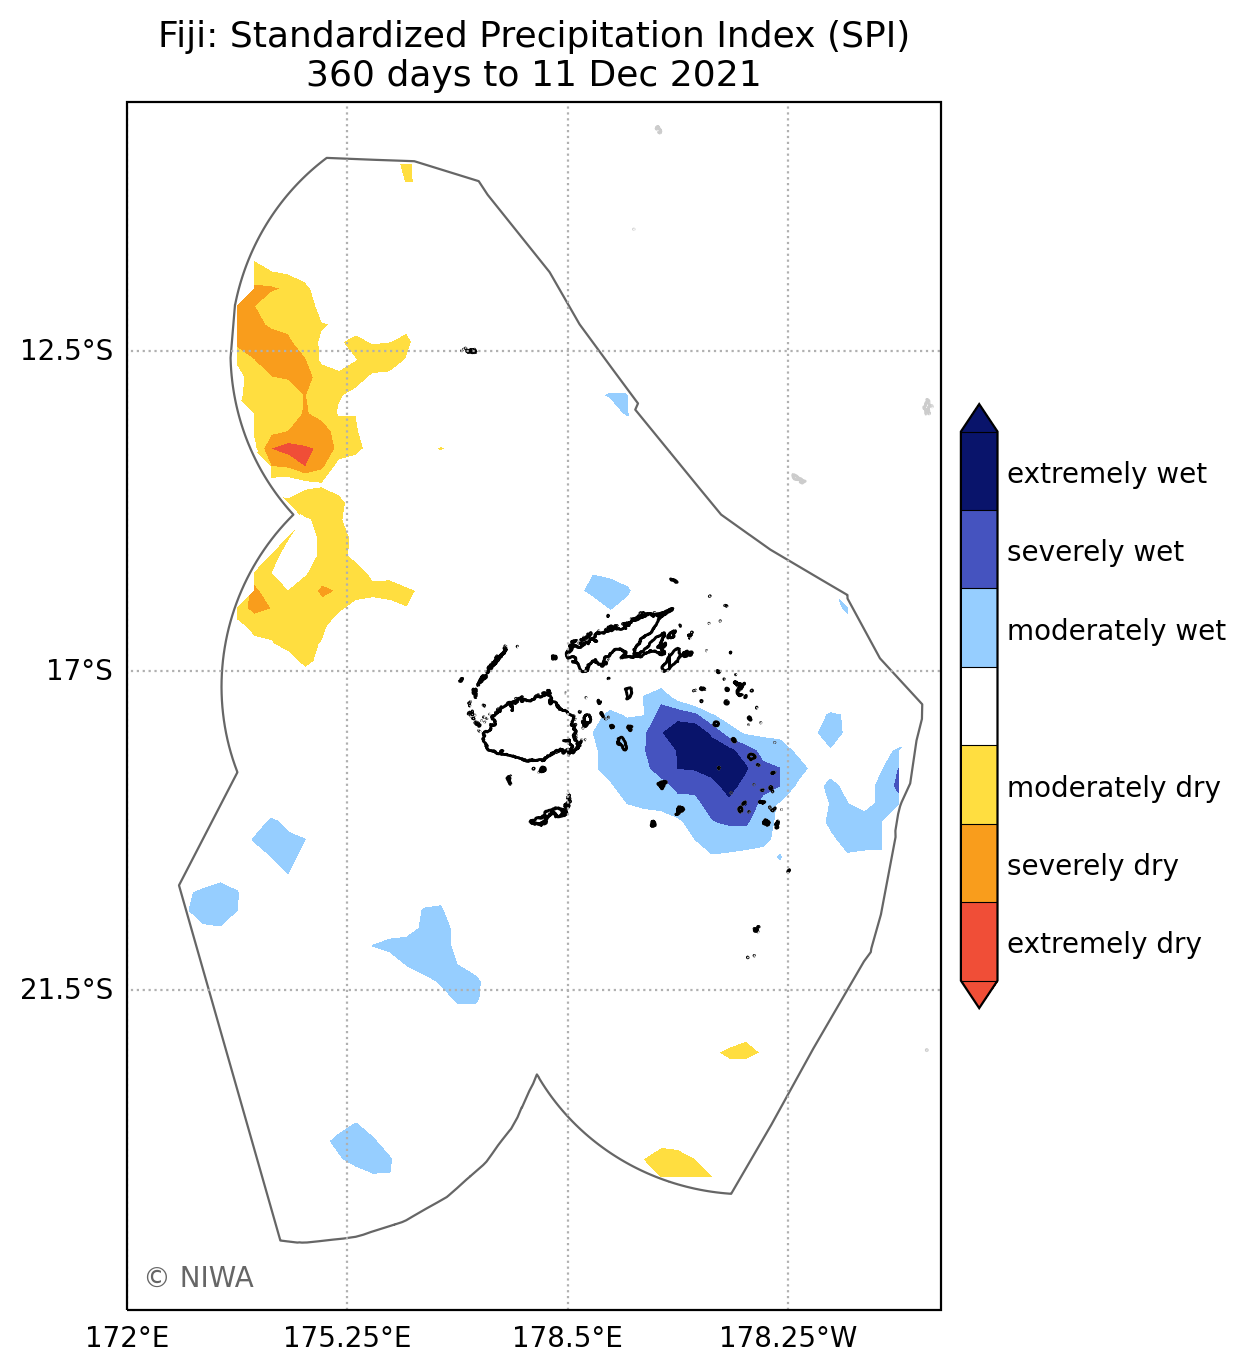 Fiji: Standardized Precipitation Index (SPI)
360 days to 11 Dec 2021
12.5°S
17°S
21.5°S
172°E
175.25°E
178.5°E
178.25°W
extremely wet
severely wet
moderately wet
moderately dry
severely dry
extremely dry
© NIWA